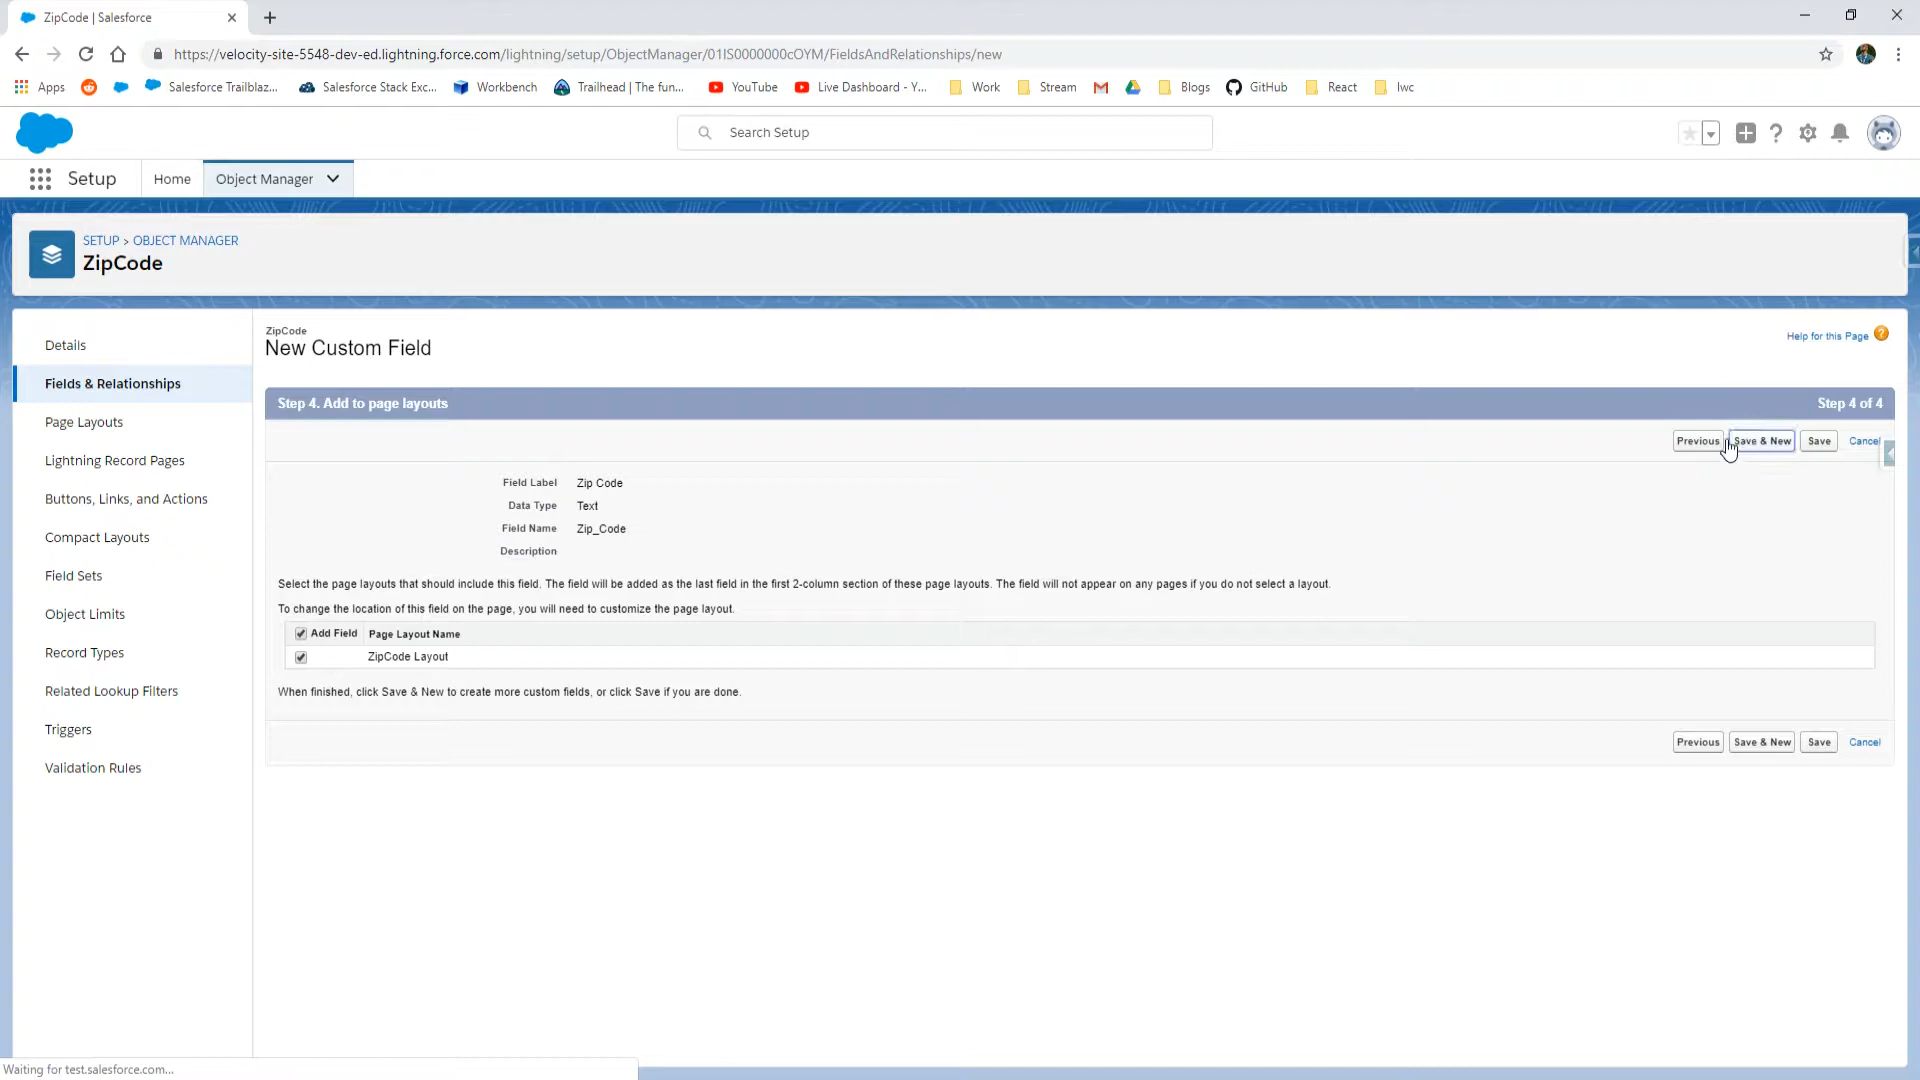 ZipCode | Salesforce
https://velocity-site-5548-dev-ed.lightning.force.com/lightning/setup/ObjectManager/01IS0000000cOYM/FieldsAndRelationships/new
Apps Salesforce Trailblaz... Salesforce Stack Exc... Workbench Trailhead | The fun... YouTube Live Dashboard - Y... Work Stream Blogs GitHub React lwc
Search Setup
Setup Home Object Manager
SETUP > OBJECT MANAGER
ZipCode
Details
Fields & Relationships
Page Layouts
Lightning Record Pages
Buttons, Links, and Actions
Compact Layouts
Field Sets
Object Limits
Record Types
Related Lookup Filters
Triggers
Validation Rules
ZipCode
New Custom Field
Help for this Page ?
Step 4. Add to page layouts Step 4 of 4
Previous Save & New Save Cancel
Field Label Zip Code
Data Type Text
Field Name Zip_Code
Description
Select the page layouts that should include this field. The field will be added as the last field in the first 2-column section of these page layouts. The field will not appear on any pages if you do not select a layout.
To change the location of this field on the page, you will need to customize the page layout.
Add Field Page Layout Name
ZipCode Layout
When finished, click Save & New to create more custom fields, or click Save if you are done.
Previous Save & New Save Cancel
Waiting for test.salesforce.com...